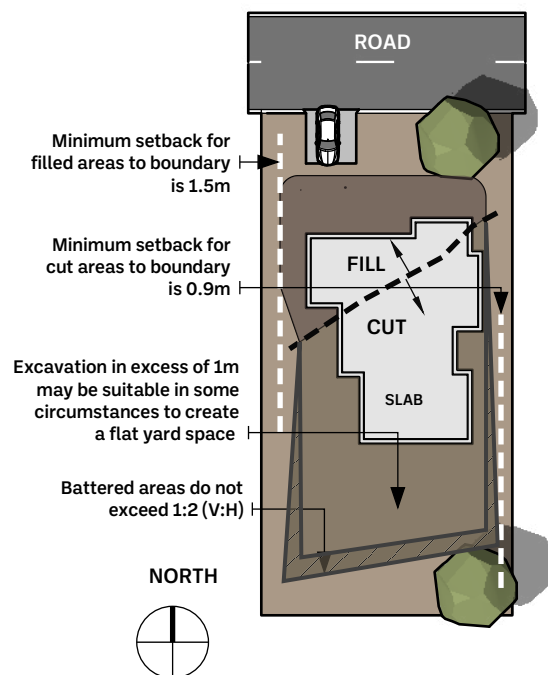 ROAD
Minimum setback for
filled areas to boundary
is 1.5m
Minimum setback for
cut areas to boundary
is 0.9m
FILL
CUT
Excavation in excess of 1m
may be suitable in some
circumstances to create
a flat yard space
SLAB
Battered areas do not
exceed 1:2 (V:H)
NORTH